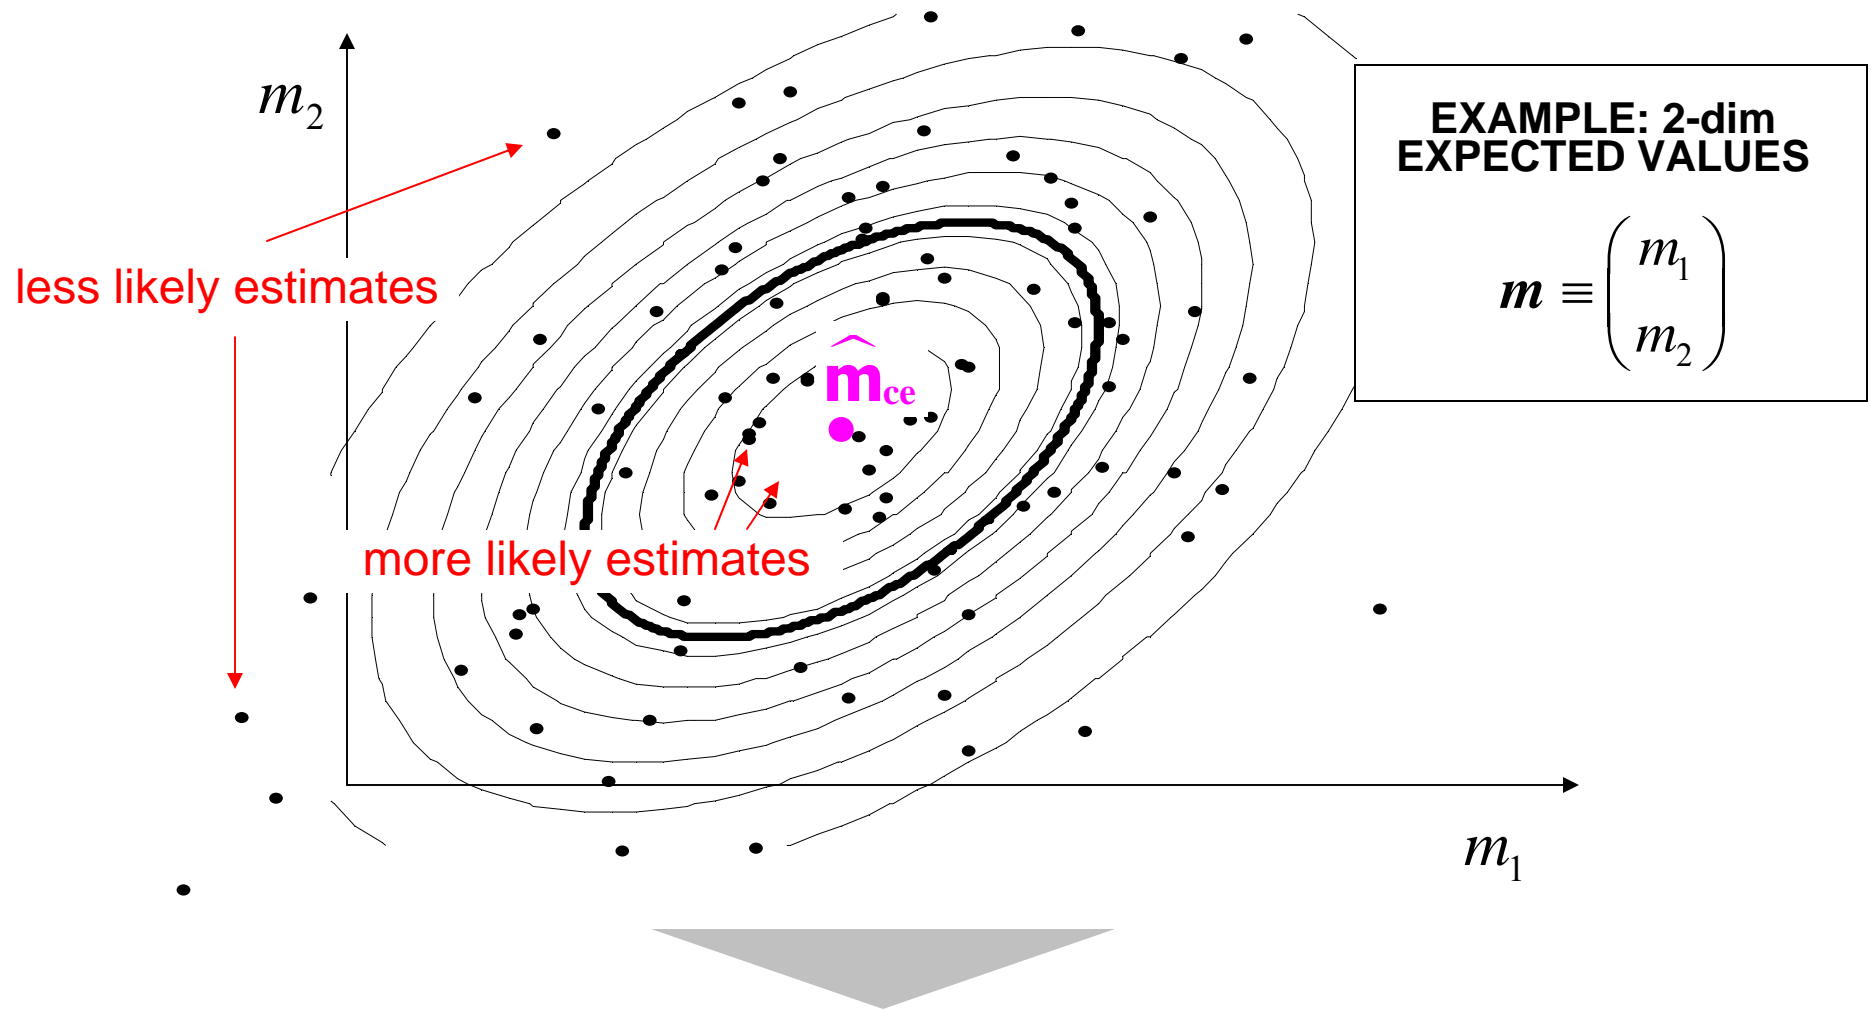 m₂
EXAMPLE: 2-dim
EXPECTED VALUES
m ≡ ( m₁
m₂ )
less likely estimates
m̂ce
more likely estimates
m₁